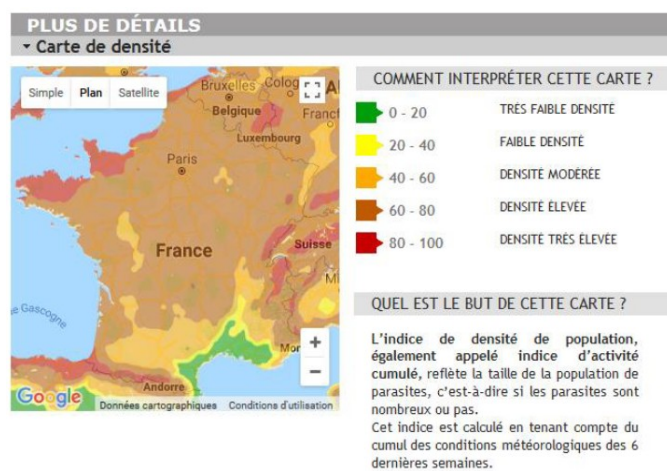 PLUS DE DÉTAILS
Carte de densité
Simple Plan Satellite
Bruxelles
Belgique
Luxembourg
Paris
France
Suisse
Andorre
Google
Données cartographiques Conditions d'utilisation
COMMENT INTERPRÉTER CETTE CARTE ?
0 - 20 TRÈS FAIBLE DENSITÉ
20 - 40 FAIBLE DENSITÉ
40 - 60 DENSITÉ MODÉRÉE
60 - 80 DENSITÉ ÉLEVÉE
80 - 100 DENSITÉ TRÈS ÉLEVÉE
QUEL EST LE BUT DE CETTE CARTE ?
L'indice de densité de population,
également appelé indice d'activité
cumulé, reflète la taille de la population de
parasites, c'est-à-dire si les parasites sont
nombreux ou pas.
Cet indice est calculé en tenant compte du
cumul des conditions météorologiques des 6
dernières semaines.